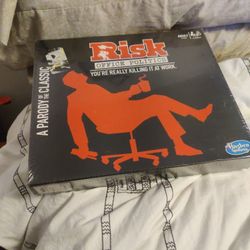 A PARODY OF THE CLASSIC
Risk
OFFICE POLITICS
YOU'RE REALLY KILLING IT AT WORK.
Hasbro
Gaming